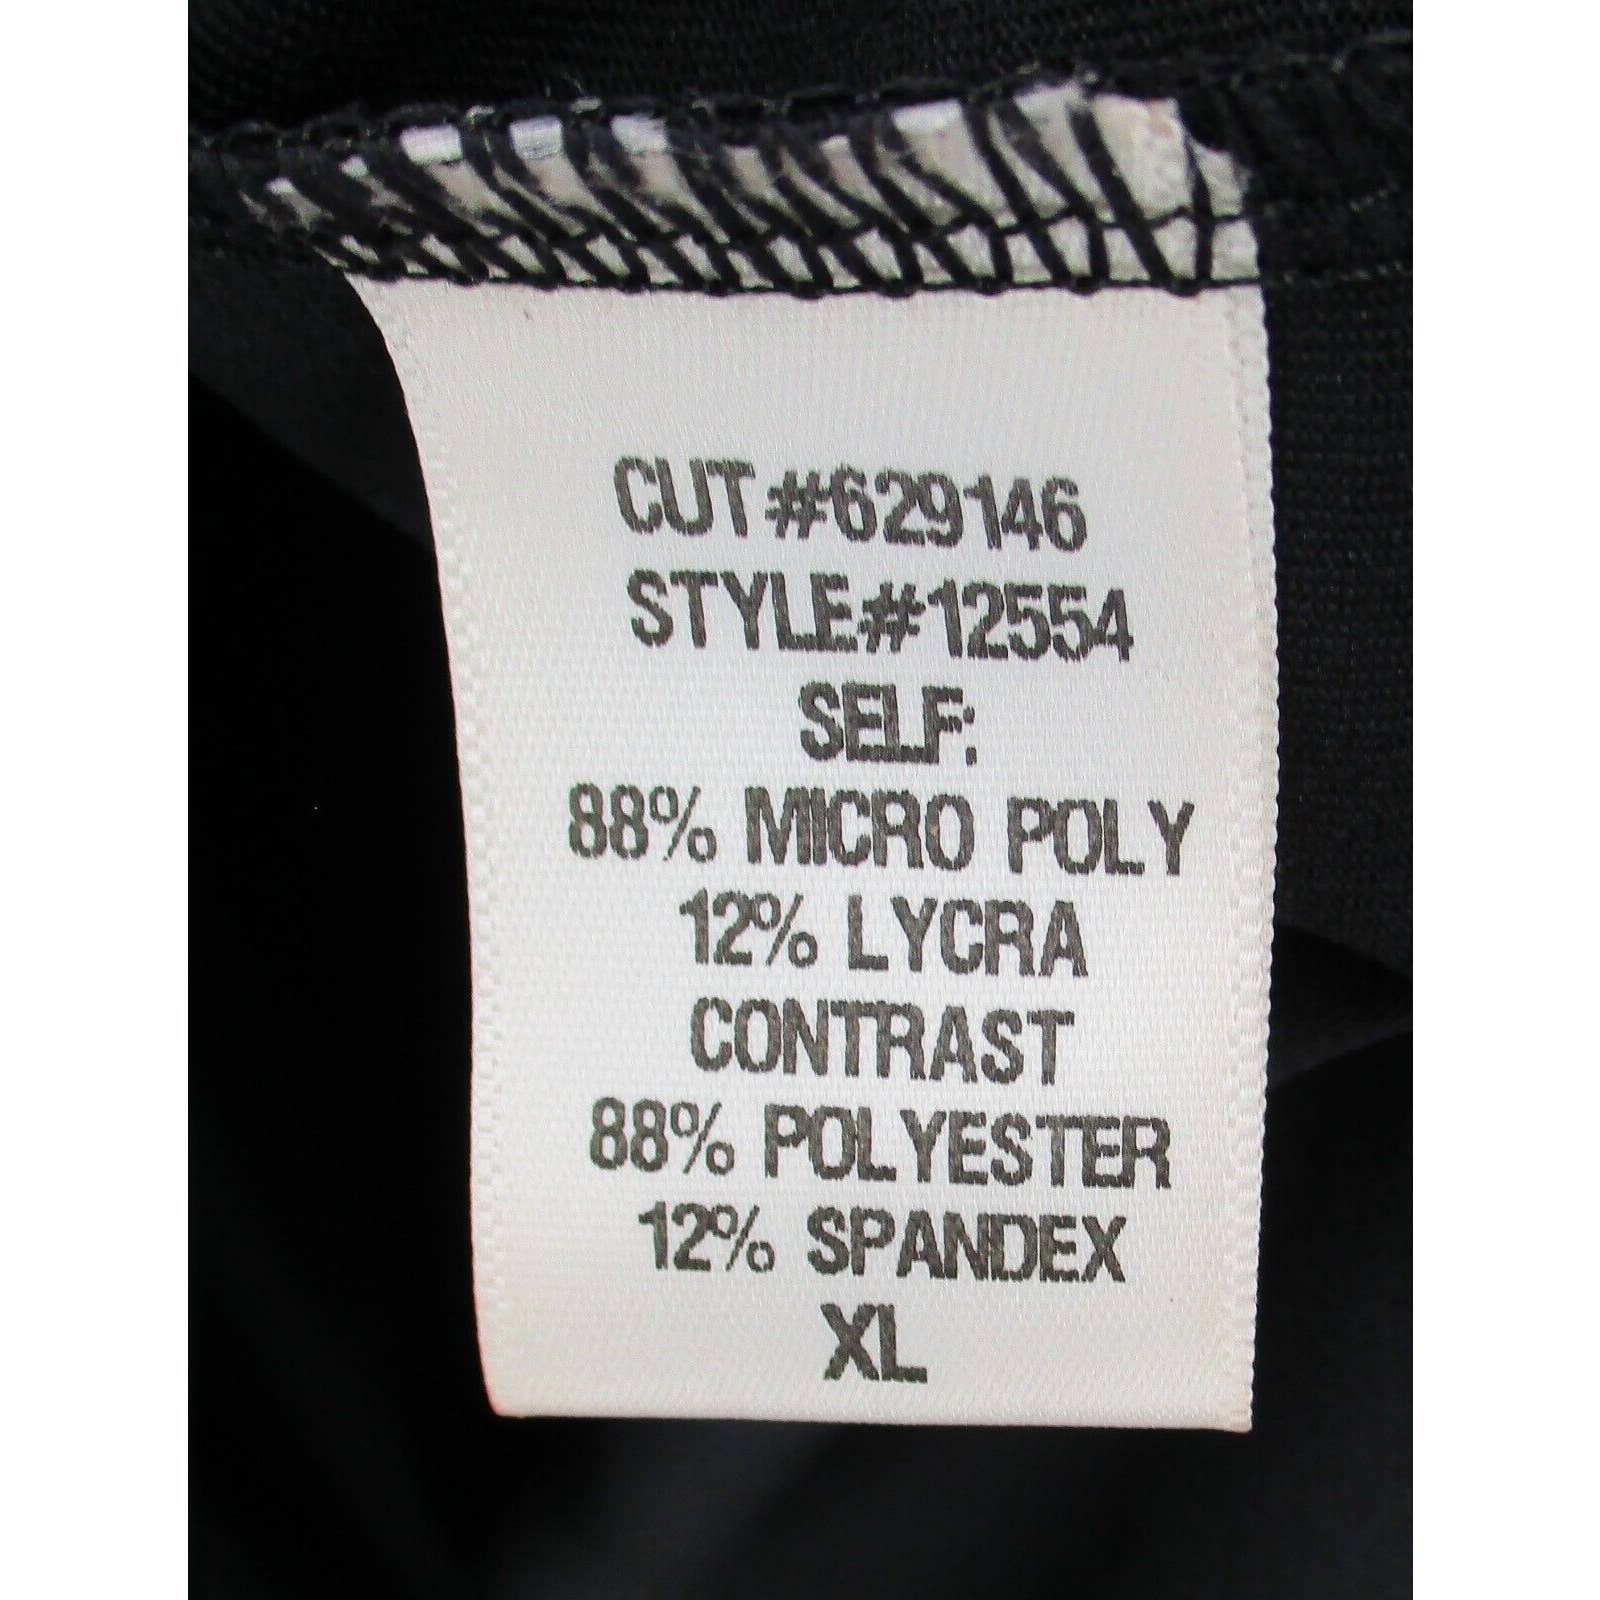 CUT#629146
STYLE#12554
SELF:
88% MICRO POLY
12% LYCRA
CONTRAST
88% POLYESTER
12% SPANDEX
XL